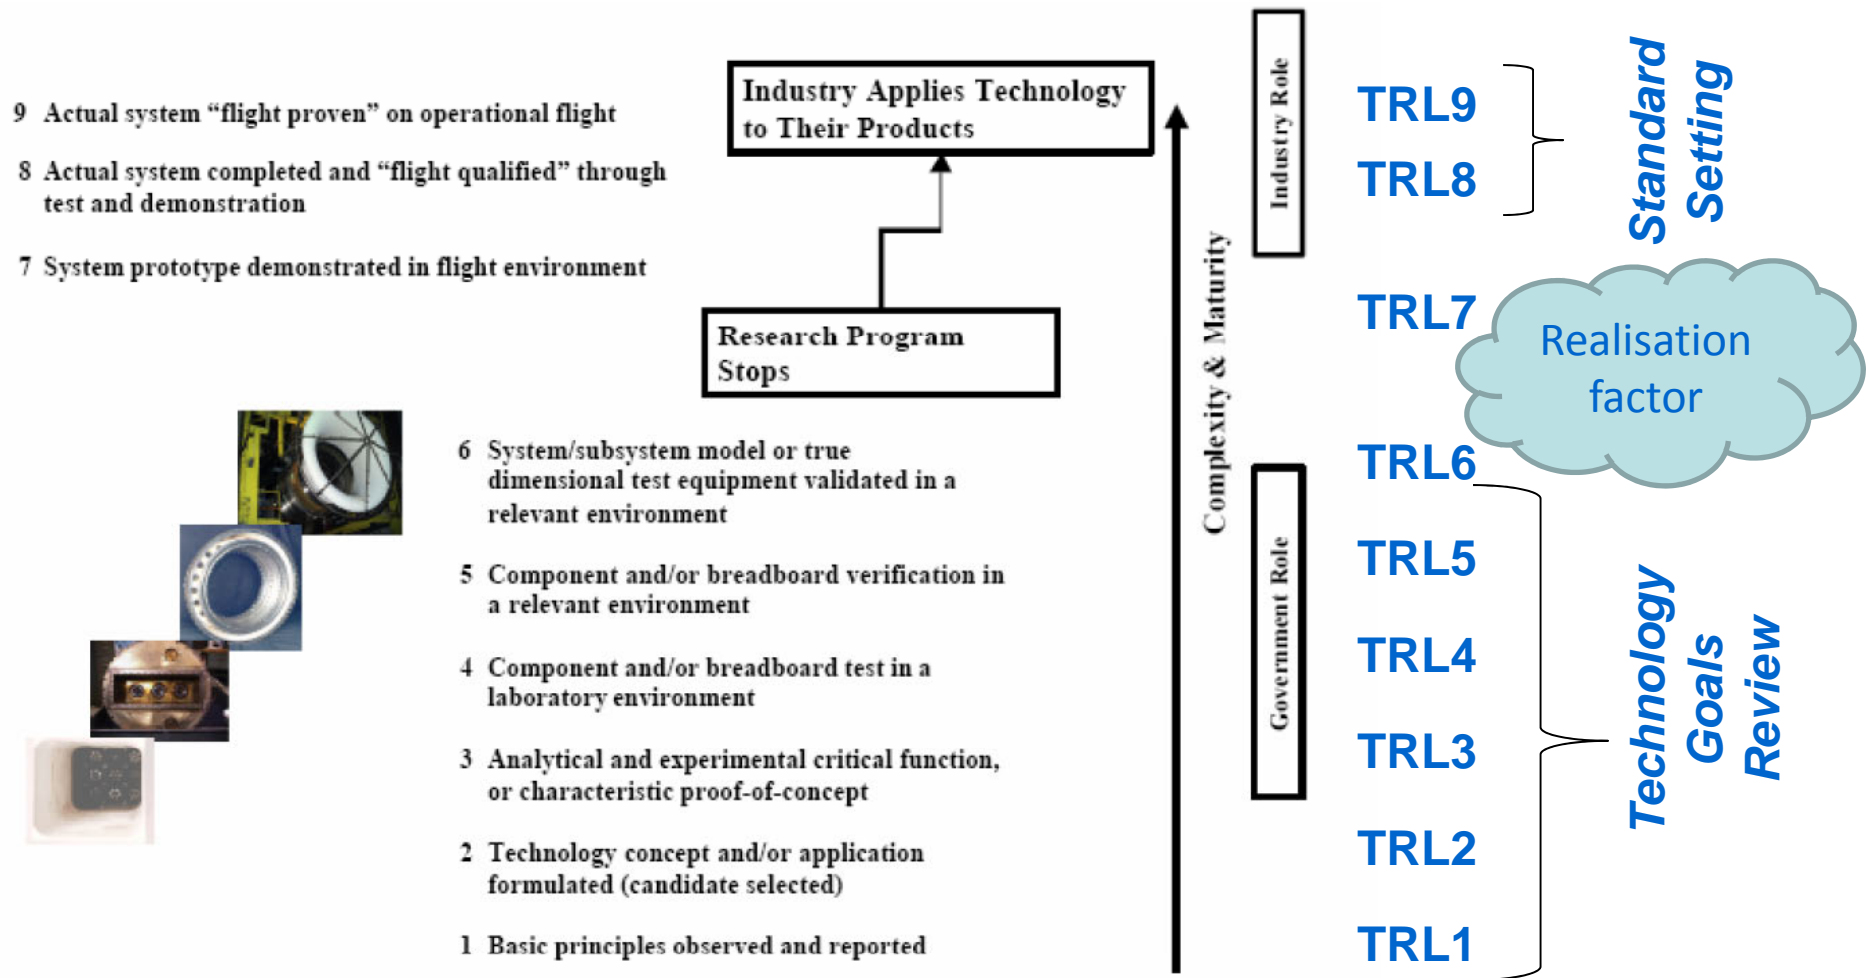 9 Actual system “flight proven” on operational flight
8 Actual system completed and “flight qualified” through
test and demonstration
7 System prototype demonstrated in flight environment
Industry Applies Technology
to Their Products
Research Program
Stops
6 System/subsystem model or true
dimensional test equipment validated in a
relevant environment
5 Component and/or breadboard verification in
a relevant environment
4 Component and/or breadboard test in a
laboratory environment
3 Analytical and experimental critical function,
or characteristic proof-of-concept
2 Technology concept and/or application
formulated (candidate selected)
1 Basic principles observed and reported
Complexity & Maturity
Industry Role
Government Role
TRL9
TRL8
TRL7
TRL6
TRL5
TRL4
TRL3
TRL2
TRL1
Standard
Setting
Realisation
factor
Technology
Goals
Review